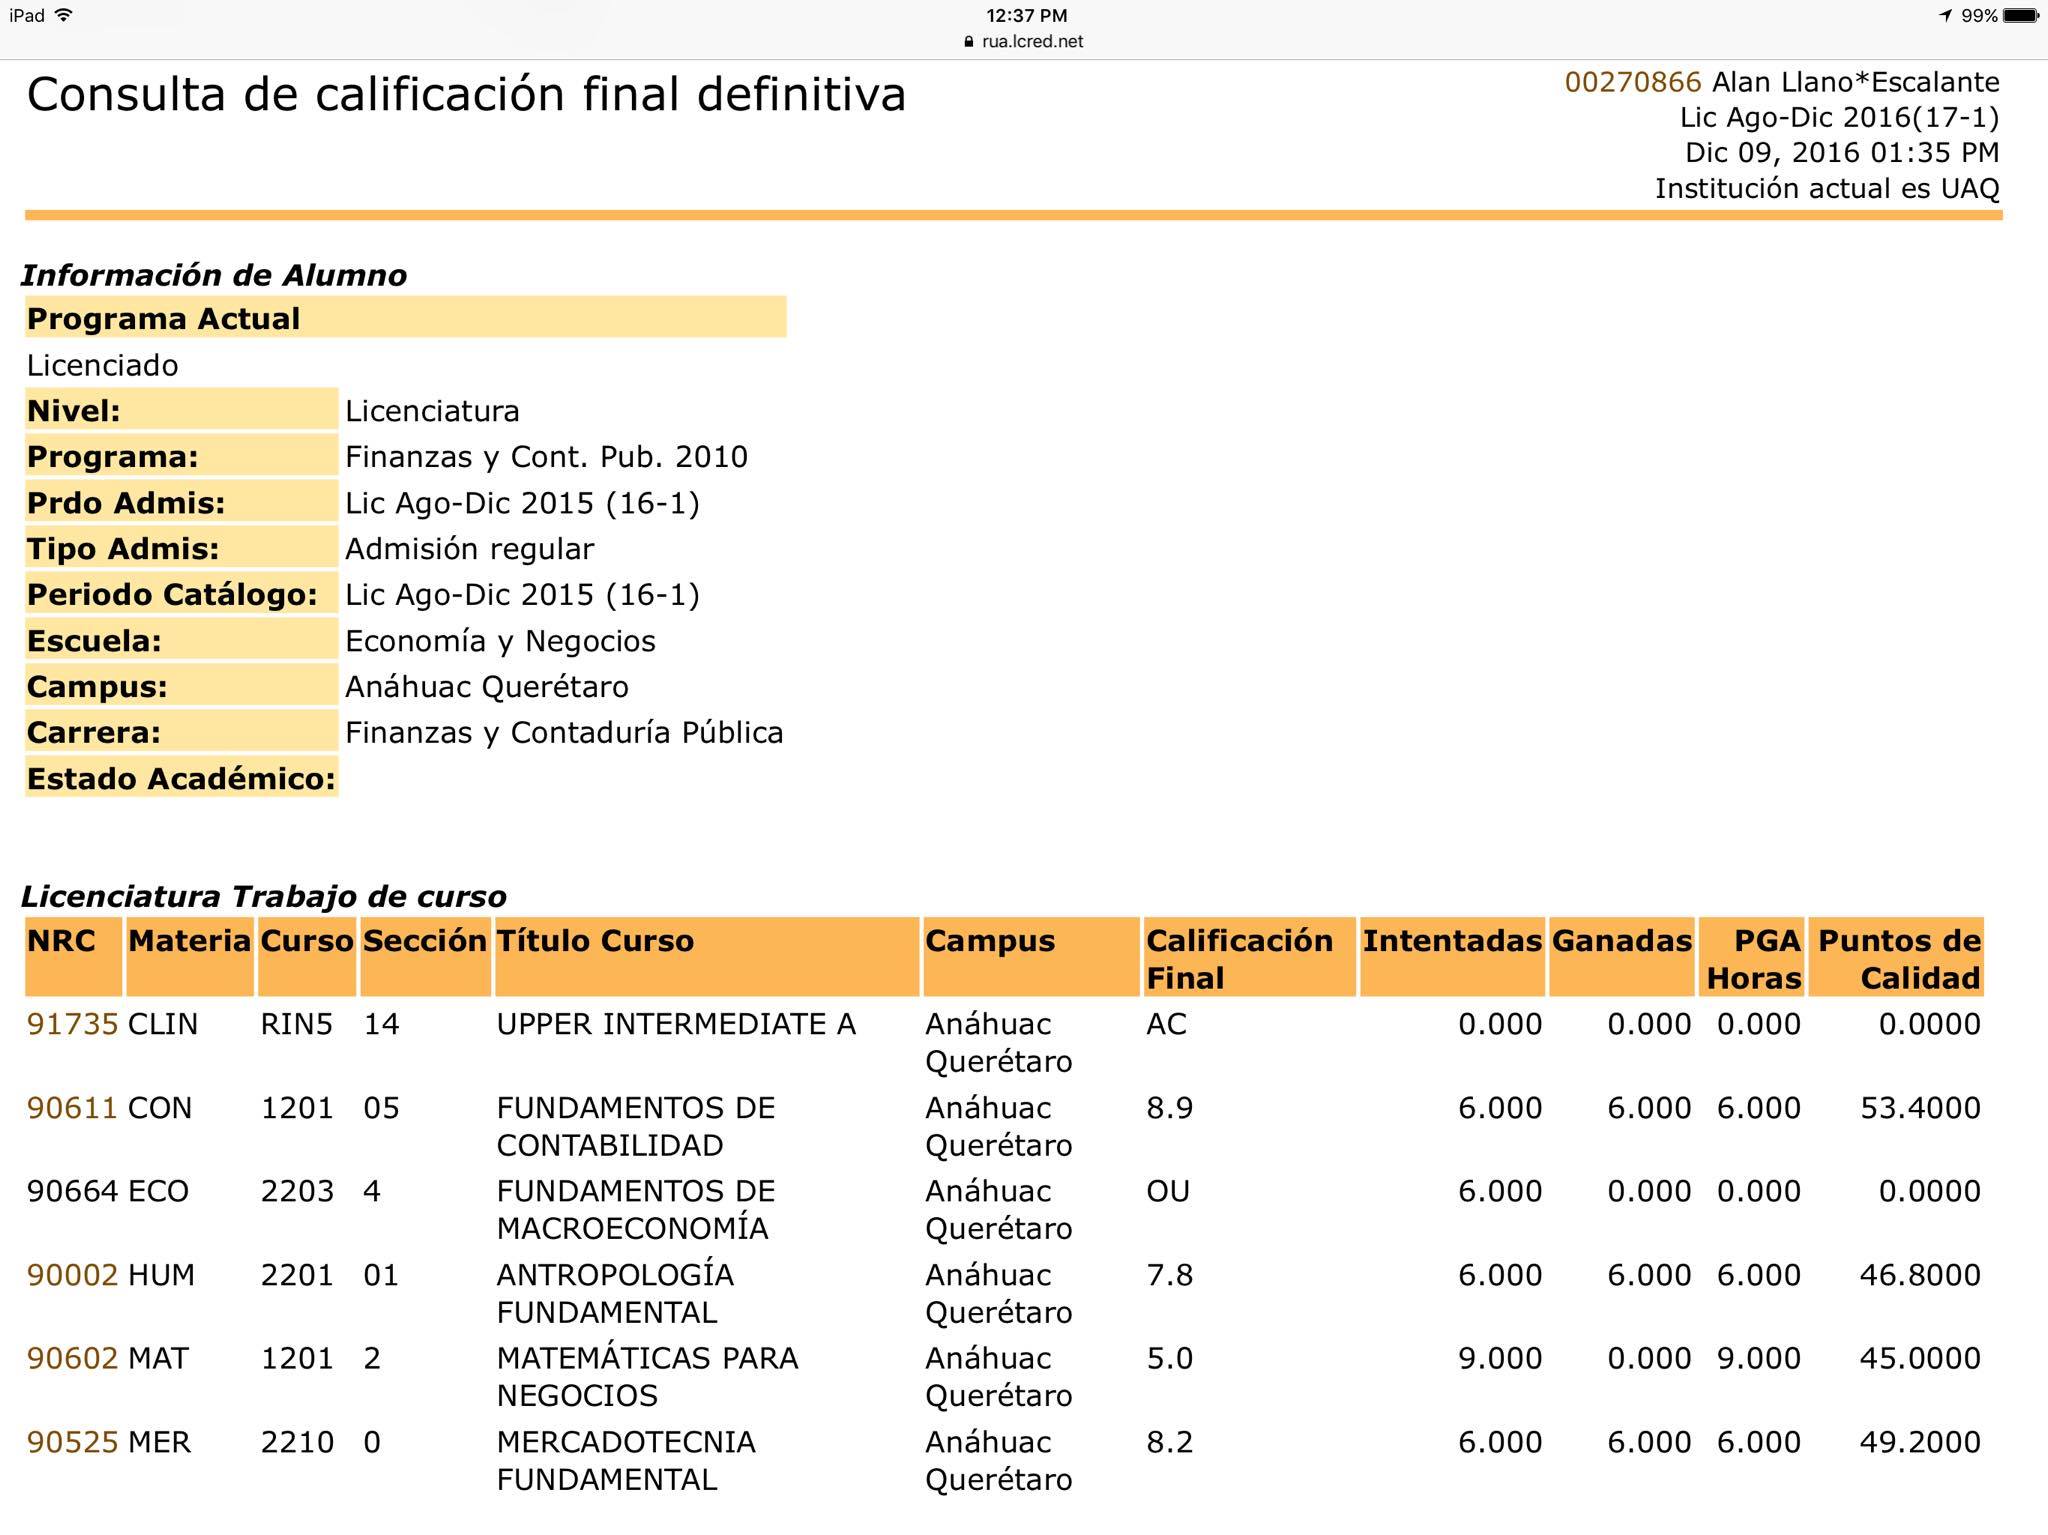 iPad
12:37 PM
99%
rua.lcred.net
Consulta de calificación final definitiva
00270866 Alan Llano*Escalante
Lic Ago-Dic 2016(17-1)
Dic 09, 2016 01:35 PM
Institución actual es UAQ
Información de Alumno
Programa Actual
Licenciado
Nivel: Licenciatura
Programa: Finanzas y Cont. Pub. 2010
Prdo Admis: Lic Ago-Dic 2015 (16-1)
Tipo Admis: Admisión regular
Periodo Catálogo: Lic Ago-Dic 2015 (16-1)
Escuela: Economía y Negocios
Campus: Anáhuac Querétaro
Carrera: Finanzas y Contaduría Pública
Estado Académico:
Licenciatura Trabajo de curso
NRC Materia Curso Sección Título Curso Campus Calificación Intentadas Ganadas PGA Puntos de
Final Horas Calidad
91735 CLIN RIN5 14 UPPER INTERMEDIATE A Anáhuac AC 0.000 0.000 0.000 0.0000
Querétaro
90611 CON 1201 05 FUNDAMENTOS DE Anáhuac 8.9 6.000 6.000 6.000 53.4000
CONTABILIDAD Querétaro
90664 ECO 2203 4 FUNDAMENTOS DE Anáhuac OU 6.000 0.000 0.000 0.0000
MACROECONOMÍA Querétaro
90002 HUM 2201 01 ANTROPOLOGÍA Anáhuac 7.8 6.000 6.000 6.000 46.8000
FUNDAMENTAL Querétaro
90602 MAT 1201 2 MATEMÁTICAS PARA Anáhuac 5.0 9.000 0.000 9.000 45.0000
NEGOCIOS Querétaro
90525 MER 2210 0 MERCADOTECNIA Anáhuac 8.2 6.000 6.000 6.000 49.2000
FUNDAMENTAL Querétaro